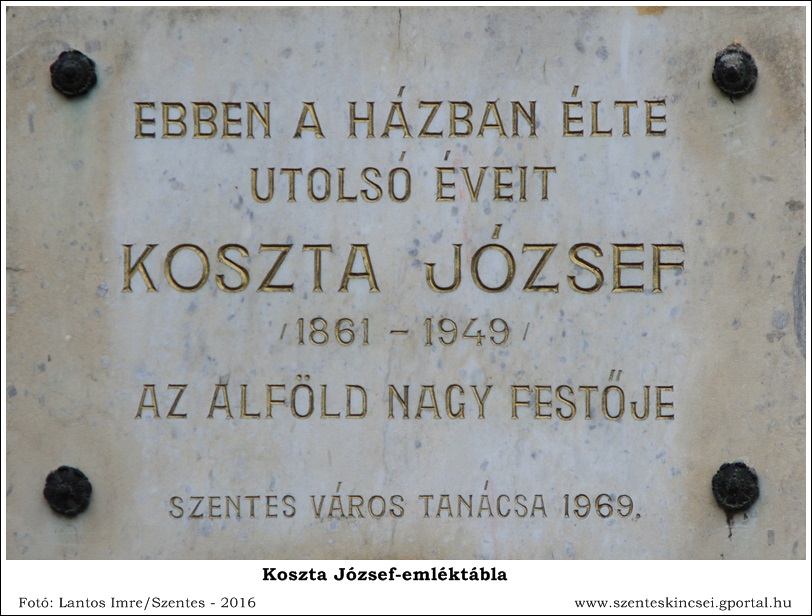 EBBEN A HÁZBAN ÉLTE
UTOLSÓ ÉVEIT
KOSZTA JÓZSEF
/1861 – 1949/
AZ ALFÖLD NAGY FESTŐJE
SZENTES VÁROS TANÁCSA 1969.
Koszta József-emléktábla
Fotó: Lantos Imre/Szentes - 2016
www.szenteskincsei.gportal.hu